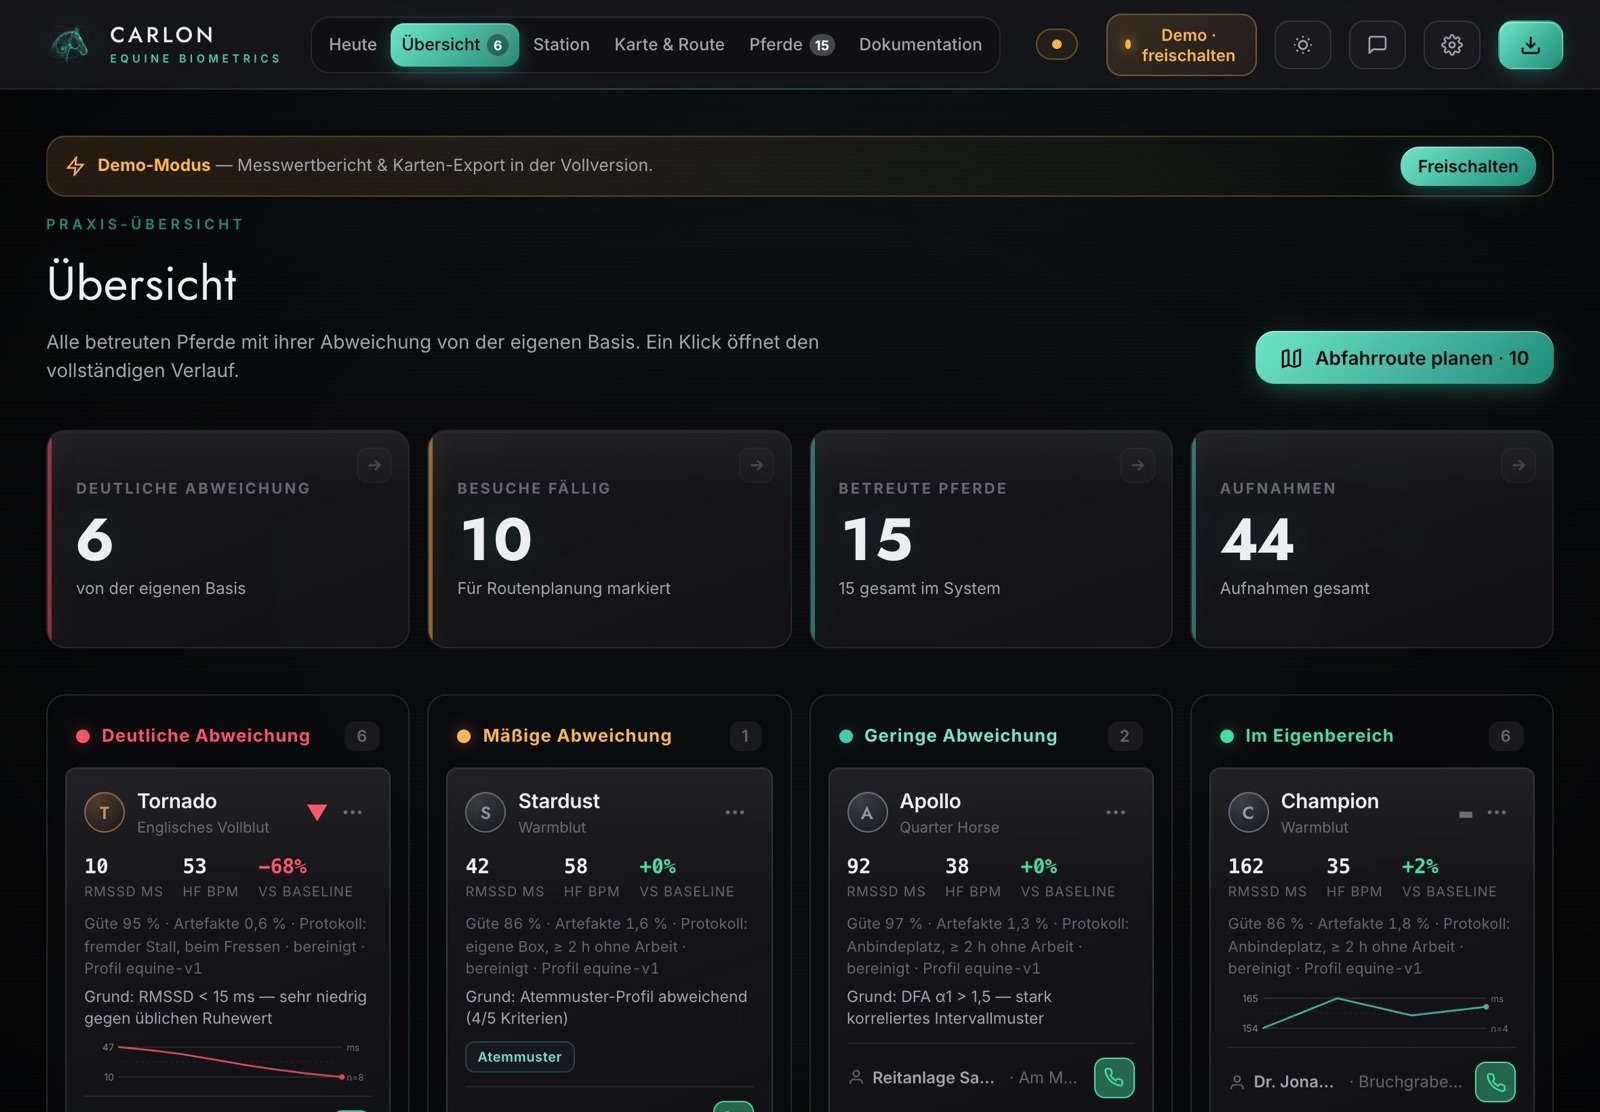 CARLON
EQUINE BIOMETRICS
Heute
Übersicht 6
Station
Karte & Route
Pferde 15
Dokumentation
Demo ·
freischalten
Demo-Modus — Messwertbericht & Karten-Export in der Vollversion.
Freischalten
PRAXIS-ÜBERSICHT
Übersicht
Alle betreuten Pferde mit ihrer Abweichung von der eigenen Basis. Ein Klick öffnet den
vollständigen Verlauf.
Abfahrroute planen · 10
DEUTLICHE ABWEICHUNG
6
von der eigenen Basis
BESUCHE FÄLLIG
10
Für Routenplanung markiert
BETREUTE PFERDE
15
15 gesamt im System
AUFNAHMEN
44
Aufnahmen gesamt
Deutliche Abweichung 6
T
Tornado
Englisches Vollblut
10 53 −68%
RMSSD MS HF BPM VS BASELINE
Güte 95 % · Artefakte 0,6 % · Protokoll:
fremder Stall, beim Fressen · bereinigt ·
Profil equine-v1
Grund: RMSSD < 15 ms — sehr niedrig
gegen üblichen Ruhewert
47 ms
10 n=8
Mäßige Abweichung 1
S
Stardust
Warmblut
42 58 +0%
RMSSD MS HF BPM VS BASELINE
Güte 86 % · Artefakte 1,6 % · Protokoll:
eigene Box, ≥ 2 h ohne Arbeit ·
bereinigt · Profil equine-v1
Grund: Atemmuster-Profil abweichend
(4/5 Kriterien)
Atemmuster
Geringe Abweichung 2
A
Apollo
Quarter Horse
92 38 +0%
RMSSD MS HF BPM VS BASELINE
Güte 97 % · Artefakte 1,3 % · Protokoll:
Anbindeplatz, ≥ 2 h ohne Arbeit ·
bereinigt · Profil equine-v1
Grund: DFA α1 > 1,5 — stark
korreliertes Intervallmuster
Reitanlage Sa... · Am M...
Im Eigenbereich 6
C
Champion
Warmblut
162 35 +2%
RMSSD MS HF BPM VS BASELINE
Güte 86 % · Artefakte 1,8 % · Protokoll:
Anbindeplatz, ≥ 2 h ohne Arbeit ·
bereinigt · Profil equine-v1
165 ms
154 n=4
Dr. Jona... · Bruchgrabe...